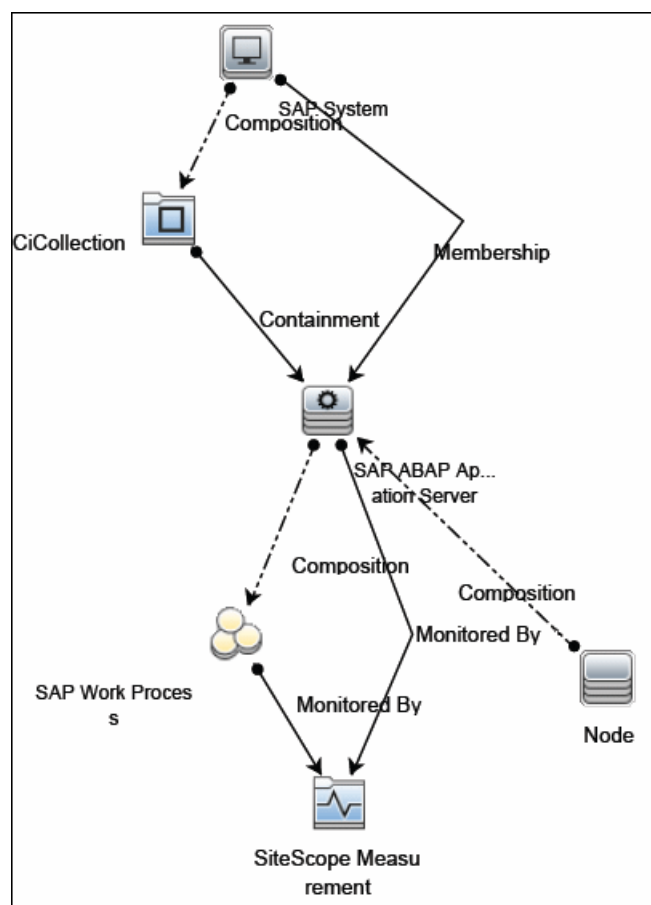 SAP System
Composition
CiCollection
Membership
Containment
SAP ABAP Ap...
ation Server
Composition
Composition
Monitored By
SAP Work Proces
s
Monitored By
Node
SiteScope Measu
rement